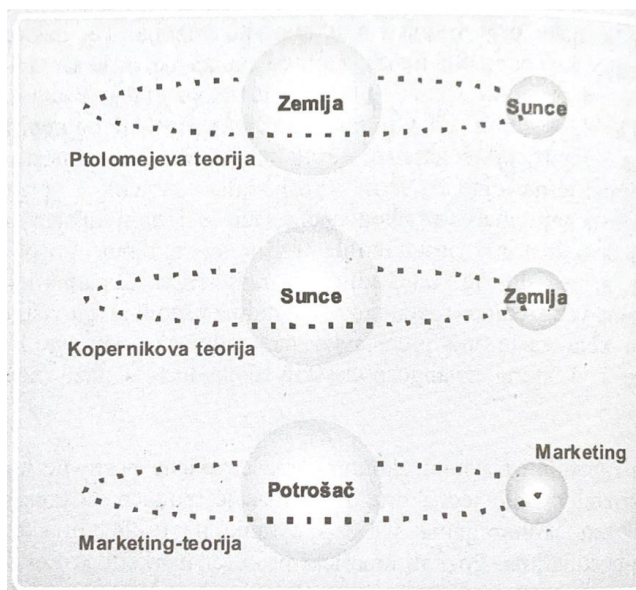 Zemlja
Sunce
Ptolomejeva teorija
Sunce
Zemlja
Kopernikova teorija
Marketing
Potrošač
Marketing-teorija